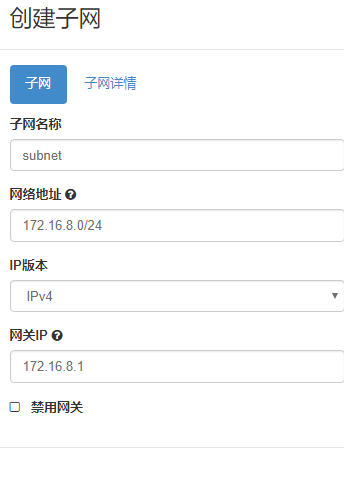 创建子网
子网 子网详情
子网名称
subnet
网络地址
172.16.8.0/24
IP版本
IPv4
网关IP
172.16.8.1
禁用网关